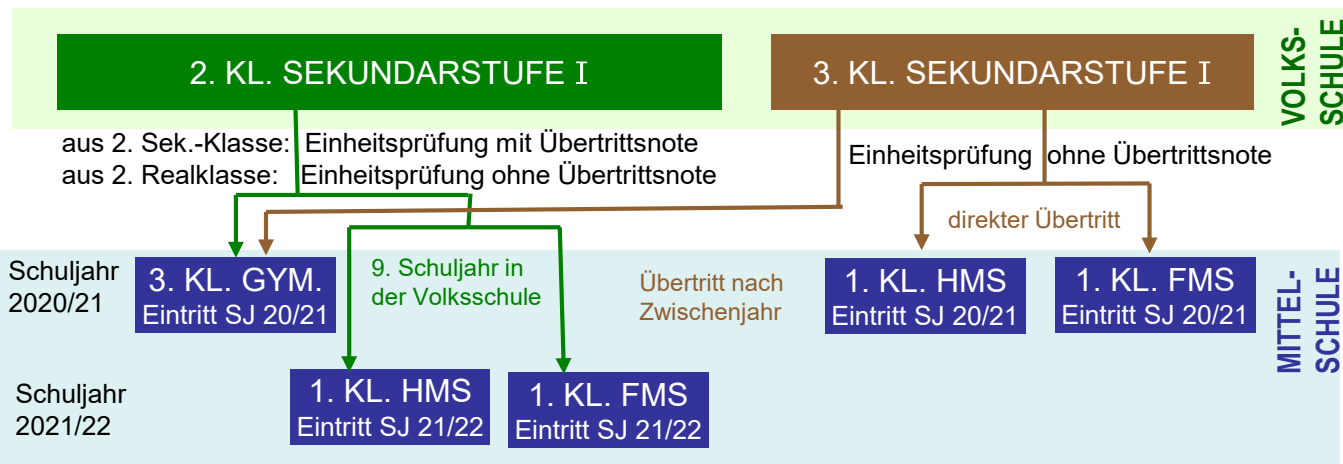 2. KL. SEKUNDARSTUFE I
3. KL. SEKUNDARSTUFE I
VOLKS-
SCHULE
aus 2. Sek.-Klasse: Einheitsprüfung mit Übertrittsnote
aus 2. Realklasse: Einheitsprüfung ohne Übertrittsnote
Einheitsprüfung ohne Übertrittsnote
direkter Übertritt
Schuljahr
2020/21
3. KL. GYM.
Eintritt SJ 20/21
9. Schuljahr in
der Volksschule
Übertritt nach
Zwischenjahr
1. KL. HMS
Eintritt SJ 20/21
1. KL. FMS
Eintritt SJ 20/21
MITTEL-
SCHULE
Schuljahr
2021/22
1. KL. HMS
Eintritt SJ 21/22
1. KL. FMS
Eintritt SJ 21/22